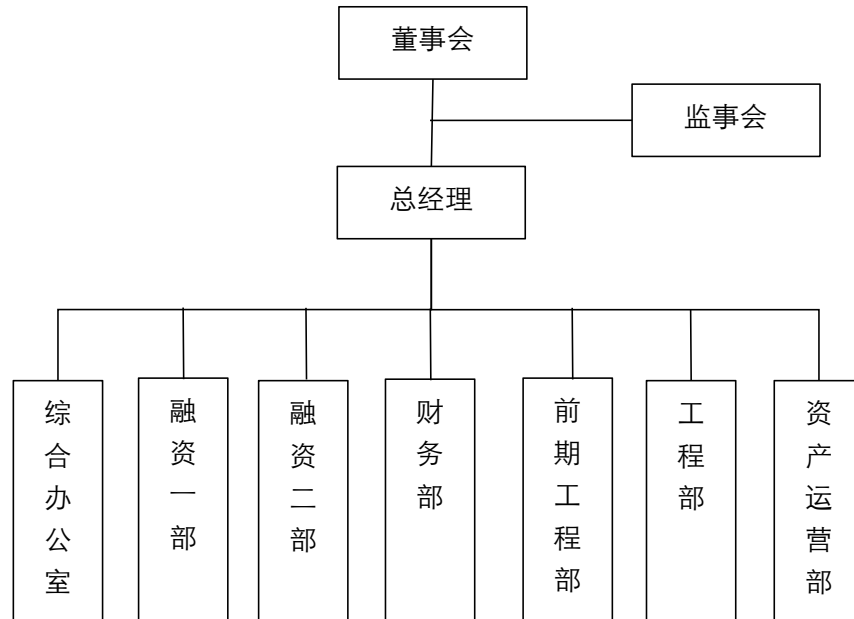 董事会
监事会
总经理
综合办公室
融资一部
融资二部
财务部
前期工程部
工程部
资产运营部